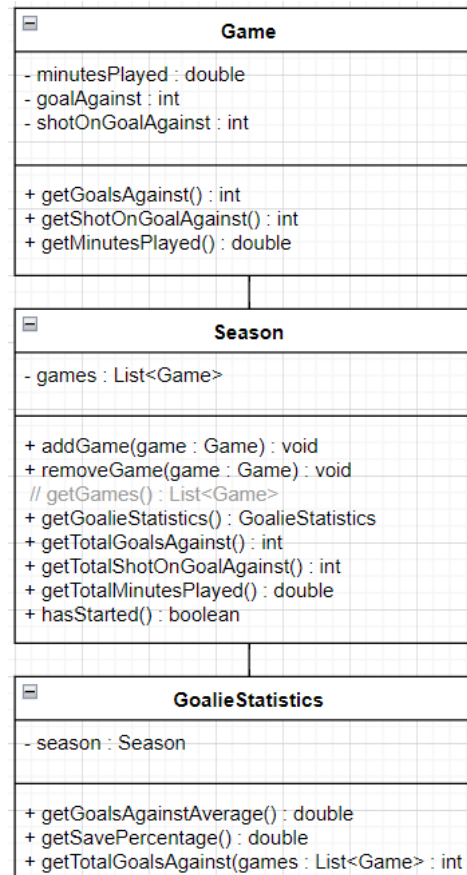 Game
- minutesPlayed : double
- goalAgainst : int
- shotOnGoalAgainst : int
+ getGoalsAgainst() : int
+ getShotOnGoalAgainst() : int
+ getMinutesPlayed() : double
Season
- games : List<Game>
+ addGame(game : Game) : void
+ removeGame(game : Game) : void
// getGames() : List<Game>
+ getGoalieStatistics() : GoalieStatistics
+ getTotalGoalsAgainst() : int
+ getTotalShotOnGoalAgainst() : int
+ getTotalMinutesPlayed() : double
+ hasStarted() : boolean
GoalieStatistics
- season : Season
+ getGoalsAgainstAverage() : double
+ getSavePercentage() : double
+ getTotalGoalsAgainst(games : List<Game> : int